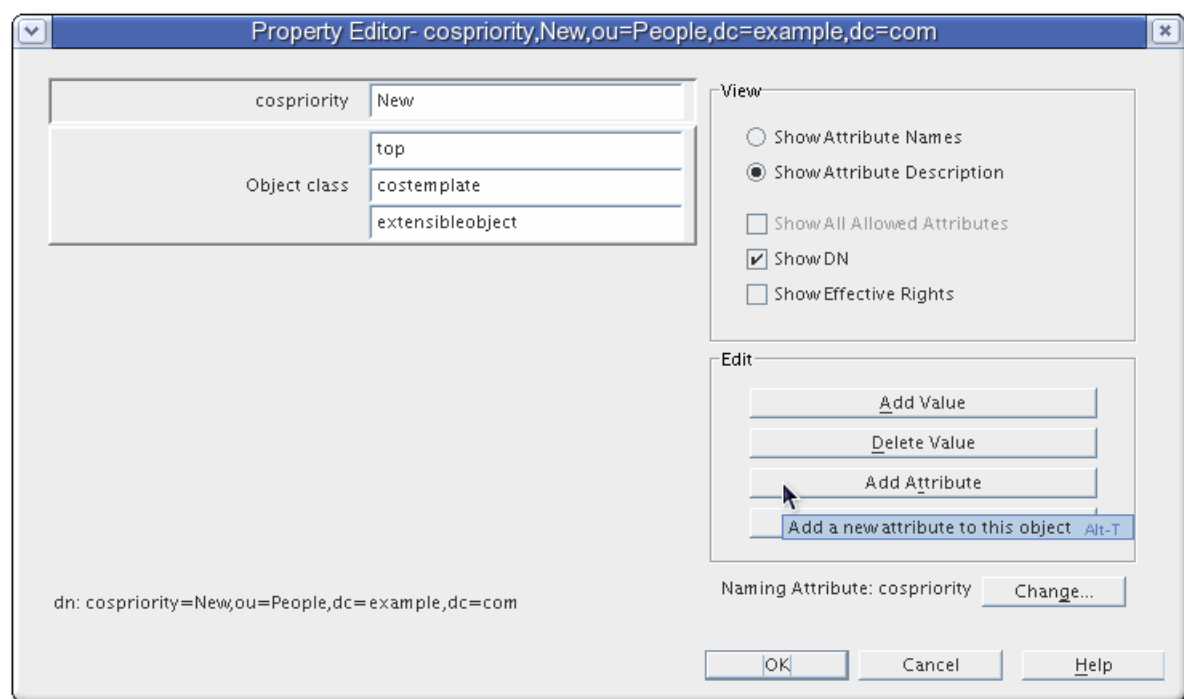 Property Editor- cospriority,New,ou=People,dc=example,dc=com
cospriority
New
Object class
top
costemplate
extensibleobject
View
Show Attribute Names
Show Attribute Description
Show All Allowed Attributes
Show DN
Show Effective Rights
Edit
Add Value
Delete Value
Add Attribute
Add a new attribute to this object Alt-T
Naming Attribute: cospriority
Change...
dn: cospriority=New,ou=People,dc=example,dc=com
OK
Cancel
Help